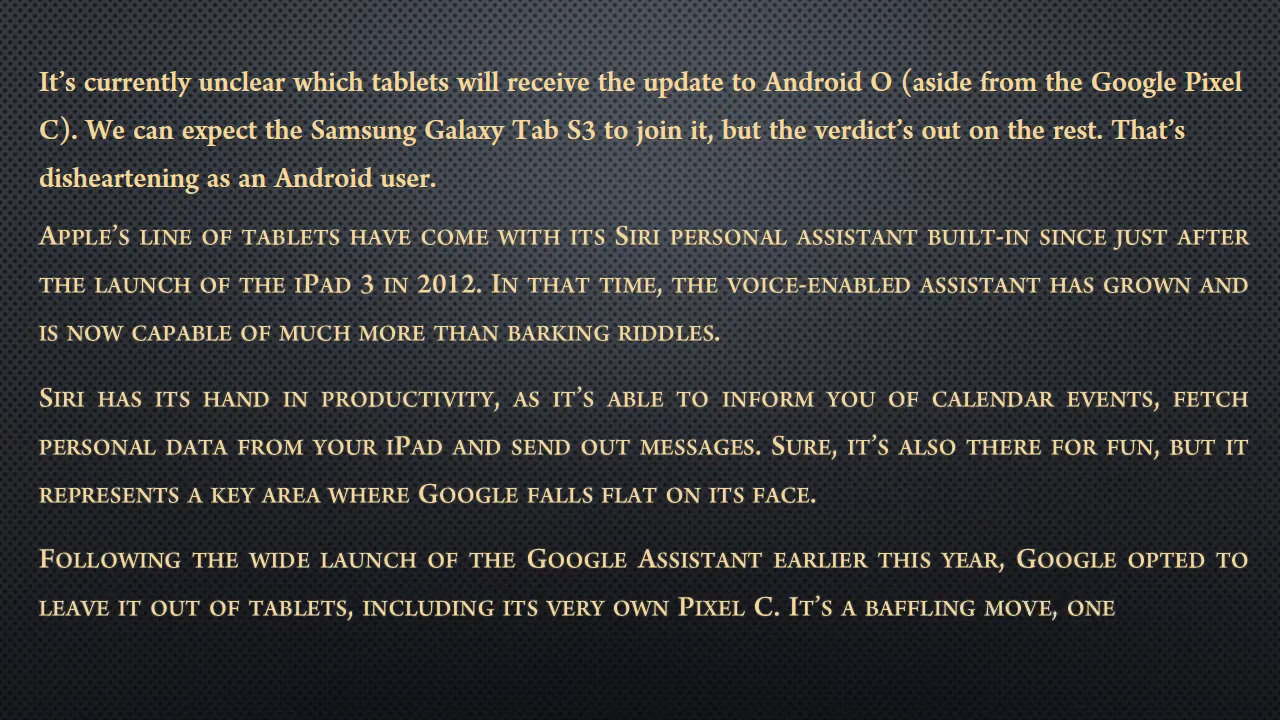 It’s currently unclear which tablets will receive the update to Android O (aside from the Google Pixel
C). We can expect the Samsung Galaxy Tab S3 to join it, but the verdict’s out on the rest. That’s
disheartening as an Android user.
Apple’s line of tablets have come with its Siri personal assistant built-in since just after
the launch of the iPad 3 in 2012. In that time, the voice-enabled assistant has grown and
is now capable of much more than barking riddles.
Siri has its hand in productivity, as it’s able to inform you of calendar events, fetch
personal data from your iPad and send out messages. Sure, it’s also there for fun, but it
represents a key area where Google falls flat on its face.
Following the wide launch of the Google Assistant earlier this year, Google opted to
leave it out of tablets, including its very own Pixel C. It’s a baffling move, one